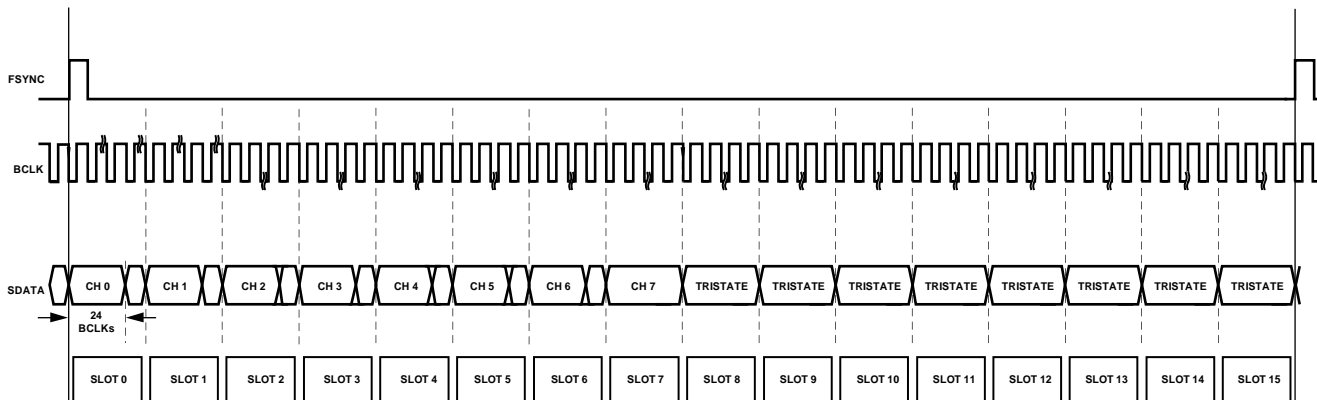 FSYNC
BCLK
SDATA
CH 0 CH 1 CH 2 CH 3 CH 4 CH 5 CH 6 CH 7 TRISTATE TRISTATE TRISTATE TRISTATE TRISTATE TRISTATE TRISTATE TRISTATE
24
BCLKs
SLOT 0 SLOT 1 SLOT 2 SLOT 3 SLOT 4 SLOT 5 SLOT 6 SLOT 7 SLOT 8 SLOT 9 SLOT 10 SLOT 11 SLOT 12 SLOT 13 SLOT 14 SLOT 15